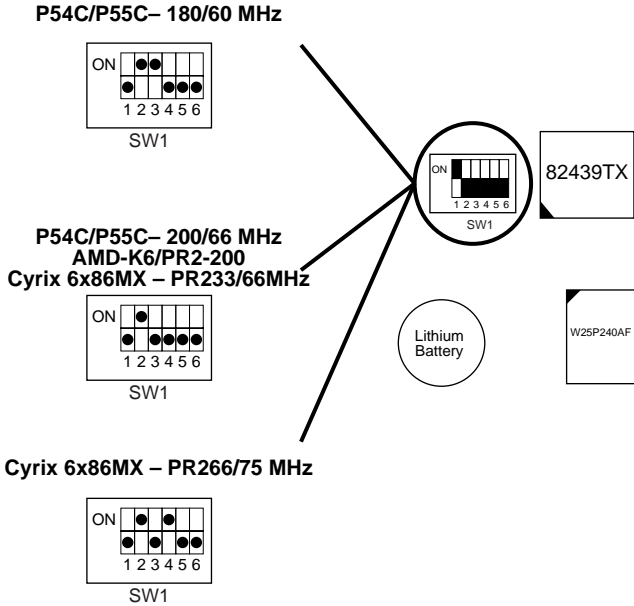 P54C/P55C– 180/60 MHz
ON
1 2 3 4 5 6
SW1
ON
1 2 3 4 5 6
SW1
82439TX
P54C/P55C– 200/66 MHz
AMD-K6/PR2-200
Cyrix 6x86MX – PR233/66MHz
ON
1 2 3 4 5 6
SW1
Lithium
Battery
W25P240AF
Cyrix 6x86MX – PR266/75 MHz
ON
1 2 3 4 5 6
SW1